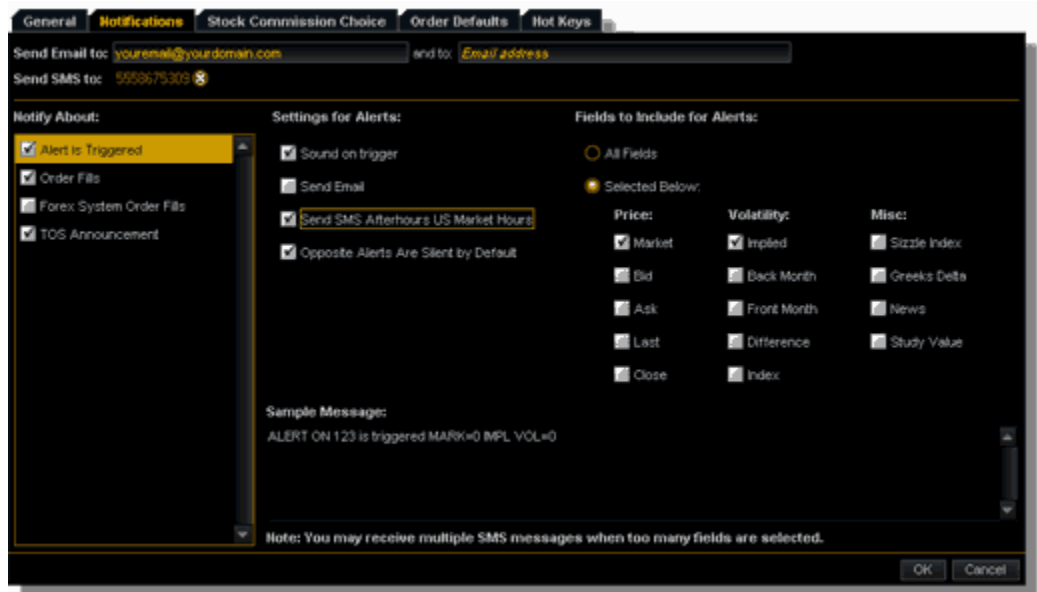 General Notifications Stock Commission Choice Order Defaults Hot Keys
Send Email to: youremail@yourdomain.com and to: Email address
Send SMS to: 5558675309
Notify About: Settings for Alerts: Fields to Include for Alerts:
Alert is Triggered Sound on trigger All Fields
Order Fills Send Email Selected Below:
Forex System Order Fills Send SMS Afterhours US Market Hours Price: Volatility: Misc:
TOS Announcement Opposite Alerts Are Silent by Default Market Implied Sizzle Index
Bid Back Month Greeks Delta
Ask Front Month News
Last Difference Study Value
Close Index
Sample Message:
ALERT ON 123 is triggered MARK=0 IMPL VOL=0
Note: You may receive multiple SMS messages when too many fields are selected.
OK Cancel